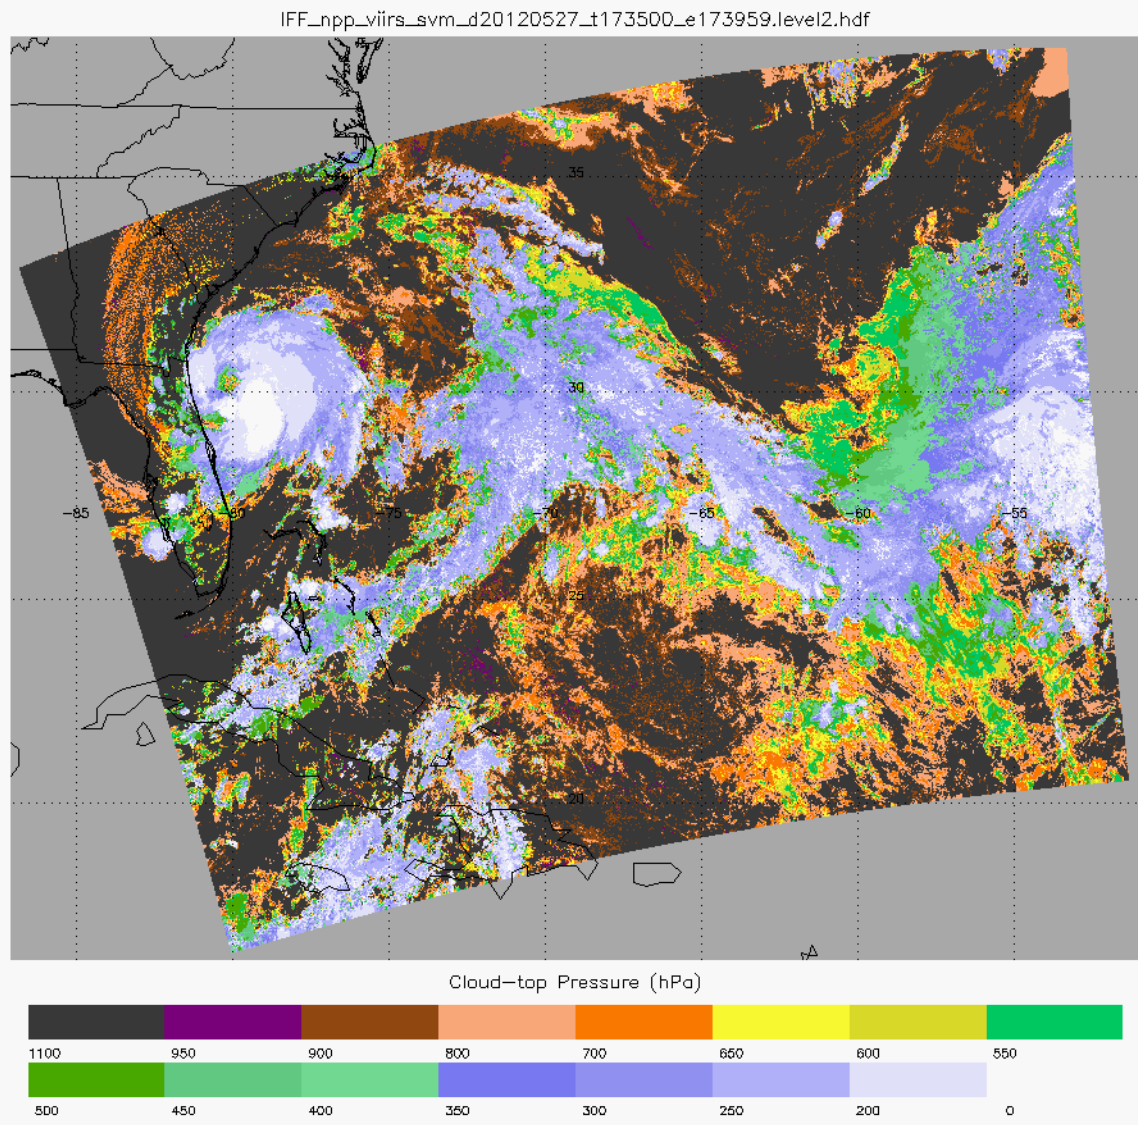 IFF_npp_viirs_svm_d20120527_t173500_e173959.level2.hdf
35
30
-85 -80 -75 -70 -65 -60 -55
25
20
Cloud-top Pressure (hPa)
1100 950 900 800 700 650 600 550
500 450 400 350 300 250 200 0